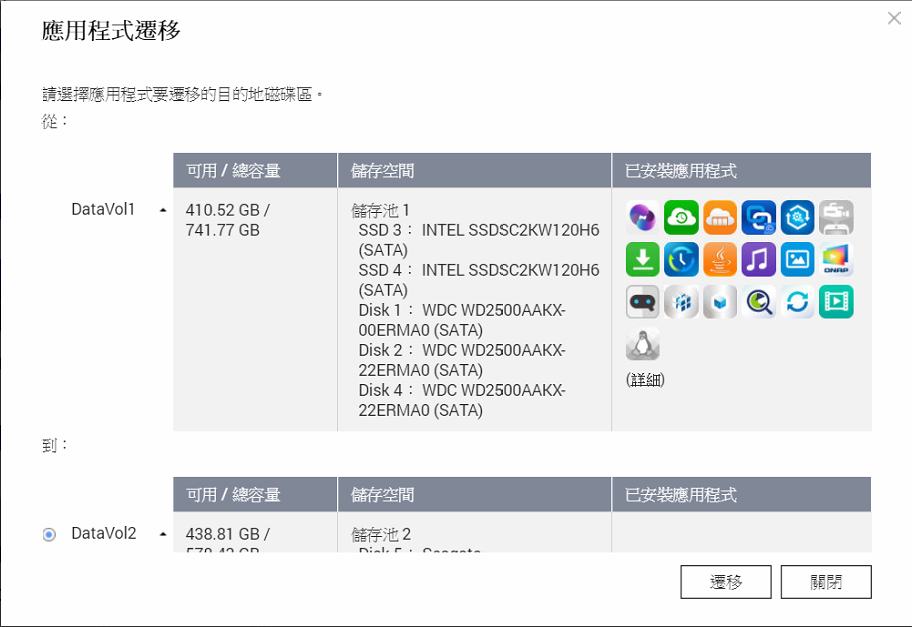 應用程式遷移
請選擇應用程式要遷移的目的地磁碟區。
從：
可用 / 總容量 儲存空間 已安裝應用程式
DataVol1 410.52 GB / 儲存池 1
741.77 GB SSD 3： INTEL SSDSC2KW120H6
(SATA)
SSD 4： INTEL SSDSC2KW120H6
(SATA)
Disk 1： WDC WD2500AAKX-
00ERMA0 (SATA)
Disk 2： WDC WD2500AAKX-
22ERMA0 (SATA)
Disk 4： WDC WD2500AAKX-
22ERMA0 (SATA)
QNAP
(詳細)
到：
可用 / 總容量 儲存空間 已安裝應用程式
DataVol2 438.81 GB / 儲存池 2
Disk 5： Seagate
遷移 關閉